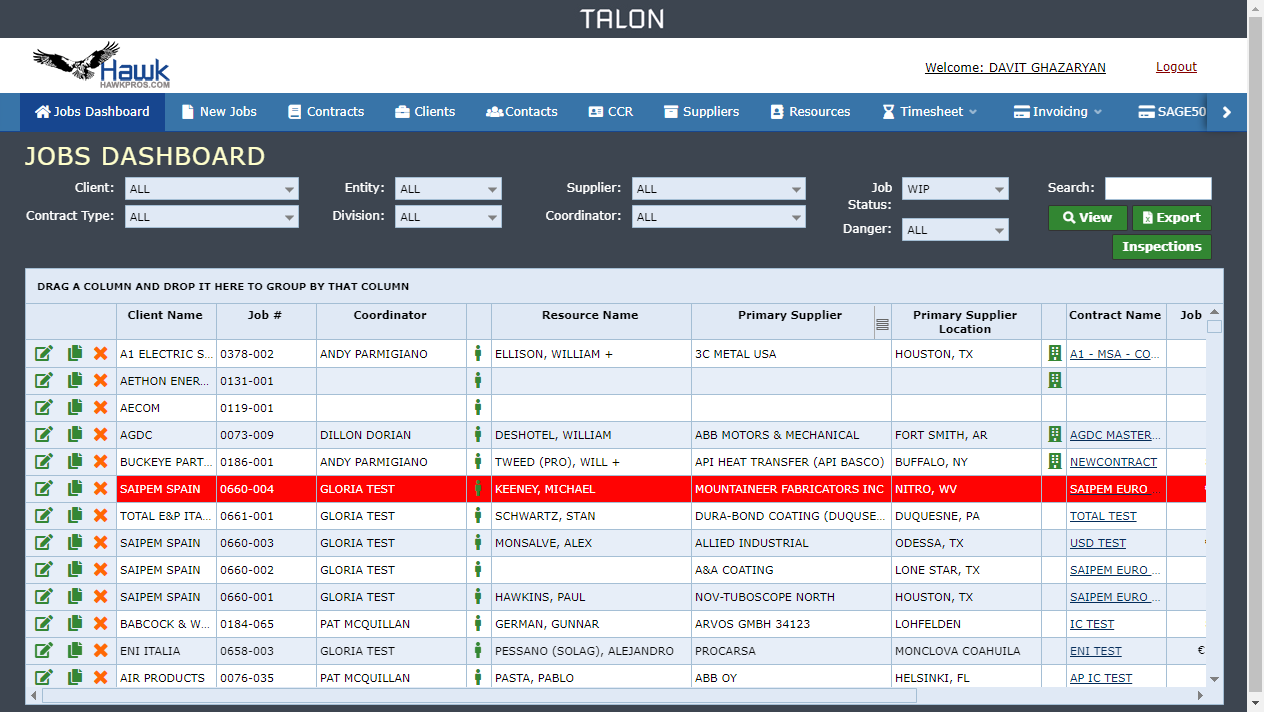 TALON
Hawk
HAWKPROS.COM
Welcome: DAVIT GHAZARYAN Logout
Jobs Dashboard New Jobs Contracts Clients Contacts CCR Suppliers Resources Timesheet Invoicing SAGE50
JOBS DASHBOARD
Client: ALL Entity: ALL Supplier: ALL Job Status: WIP Search:
Contract Type: ALL Division: ALL Coordinator: ALL Danger: ALL View Export
Inspections
DRAG A COLUMN AND DROP IT HERE TO GROUP BY THAT COLUMN
Client Name Job # Coordinator Resource Name Primary Supplier Primary Supplier Location Contract Name Job
A1 ELECTRIC S... 0378-002 ANDY PARMIGIANO ELLISON, WILLIAM + 3C METAL USA HOUSTON, TX A1 - MSA - CO...
AETHON ENER... 0131-001
AECOM 0119-001
AGDC 0073-009 DILLON DORIAN DESHOTEL, WILLIAM ABB MOTORS & MECHANICAL FORT SMITH, AR AGDC MASTER...
BUCKEYE PART... 0186-001 ANDY PARMIGIANO TWEED (PRO), WILL + API HEAT TRANSFER (API BASCO) BUFFALO, NY NEWCONTRACT
SAIPEM SPAIN 0660-004 GLORIA TEST KEENEY, MICHAEL MOUNTAINEER FABRICATORS INC NITRO, WV SAIPEM EURO ...
TOTAL E&P ITA... 0661-001 GLORIA TEST SCHWARTZ, STAN DURA-BOND COATING (DUQUSE... DUQUESNE, PA TOTAL TEST
SAIPEM SPAIN 0660-003 GLORIA TEST MONSALVE, ALEX ALLIED INDUSTRIAL ODESSA, TX USD TEST
SAIPEM SPAIN 0660-002 GLORIA TEST A&A COATING LONE STAR, TX SAIPEM EURO ...
SAIPEM SPAIN 0660-001 GLORIA TEST HAWKINS, PAUL NOV-TUBOSCOPE NORTH HOUSTON, TX SAIPEM EURO ...
BABCOCK & W... 0184-065 PAT MCQUILLAN GERMAN, GUNNAR ARVOS GMBH 34123 LOHFELDEN IC TEST
ENI ITALIA 0658-003 GLORIA TEST PESSANO (SOLAG), ALEJANDRO PROCARSA MONCLOVA COAHUILA ENI TEST €
AIR PRODUCTS 0076-035 PAT MCQUILLAN PASTA, PABLO ABB OY HELSINKI, FL AP IC TEST